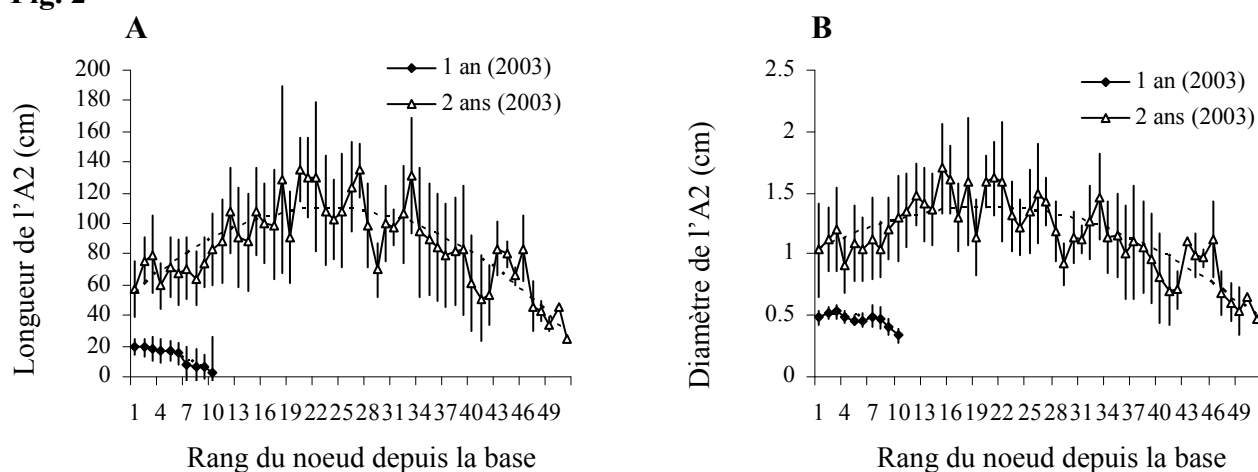 Fig. 2
A
200
180
160
140
120
100
80
60
40
20
0
1 an (2003)
2 ans (2003)
Longueur de l'A2 (cm)
1 4 7 10 13 16 19 22 25 28 31 34 37 40 43 46 49
Rang du noeud depuis la base
B
2.5
2
1.5
1
0.5
0
1 an (2003)
2 ans (2003)
Diamètre de l'A2 (cm)
1 4 7 10 13 16 19 22 25 28 31 34 37 40 43 46 49
Rang du noeud depuis la base